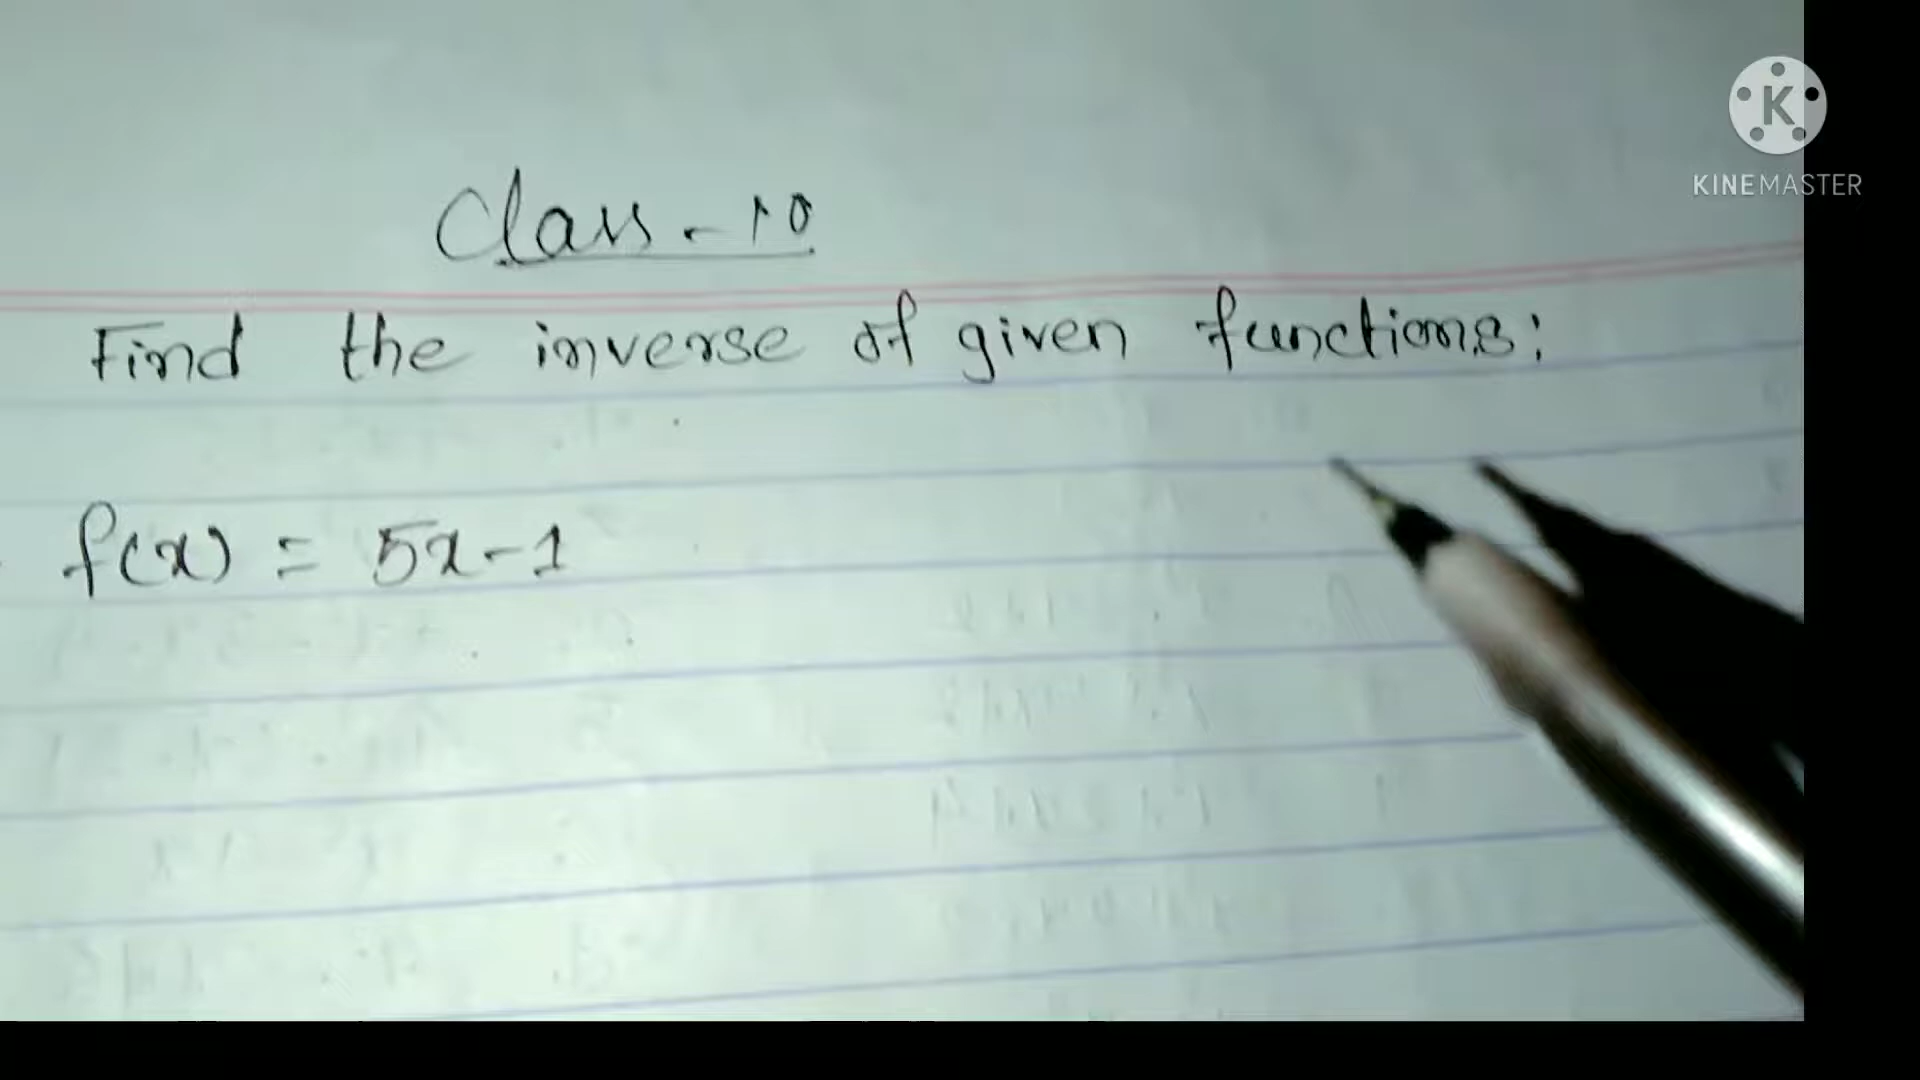 Class - 10
Find the inverse of given functions:
f(x) = 5x-1
K
KINEMASTER